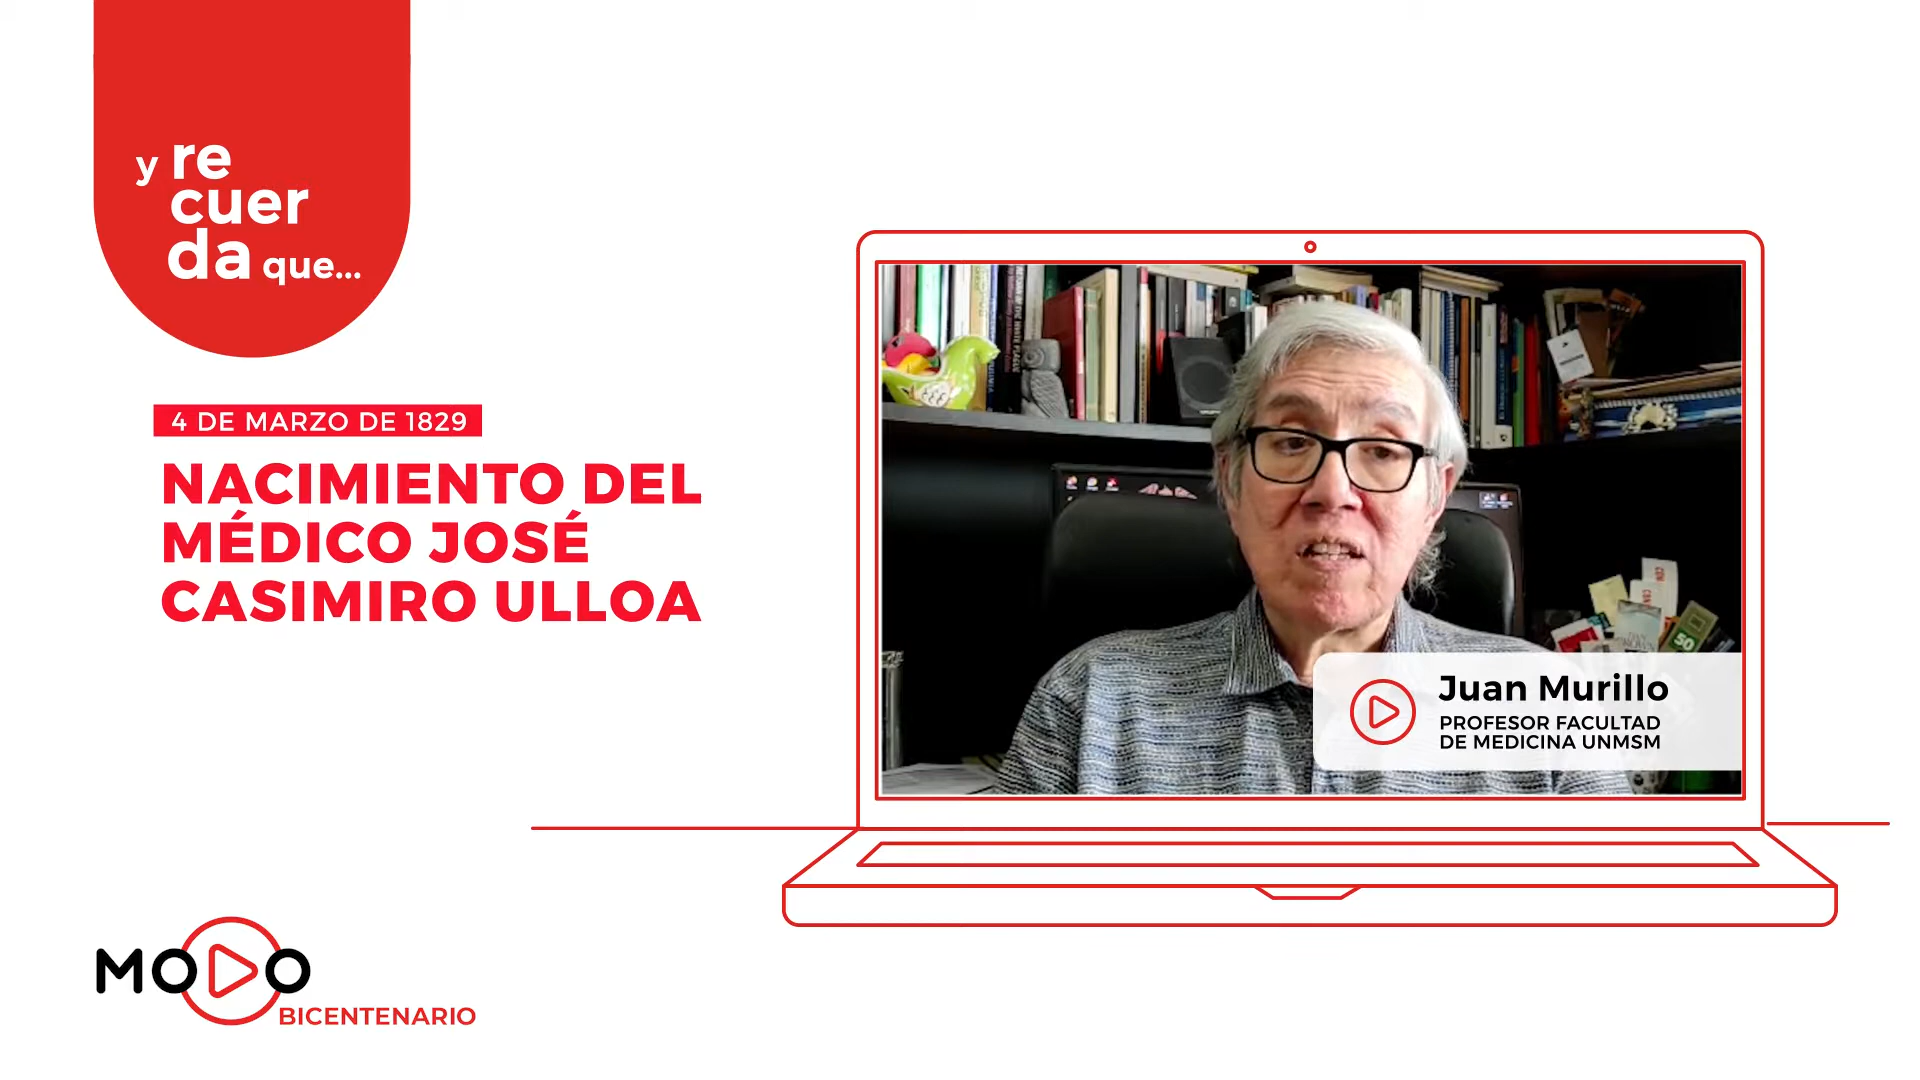 y re
cuer
da que...
4 DE MARZO DE 1829
NACIMIENTO DEL
MÉDICO JOSÉ
CASIMIRO ULLOA
50
Juan Murillo
PROFESOR FACULTAD
DE MEDICINA UNMSM
MODO
BICENTENARIO